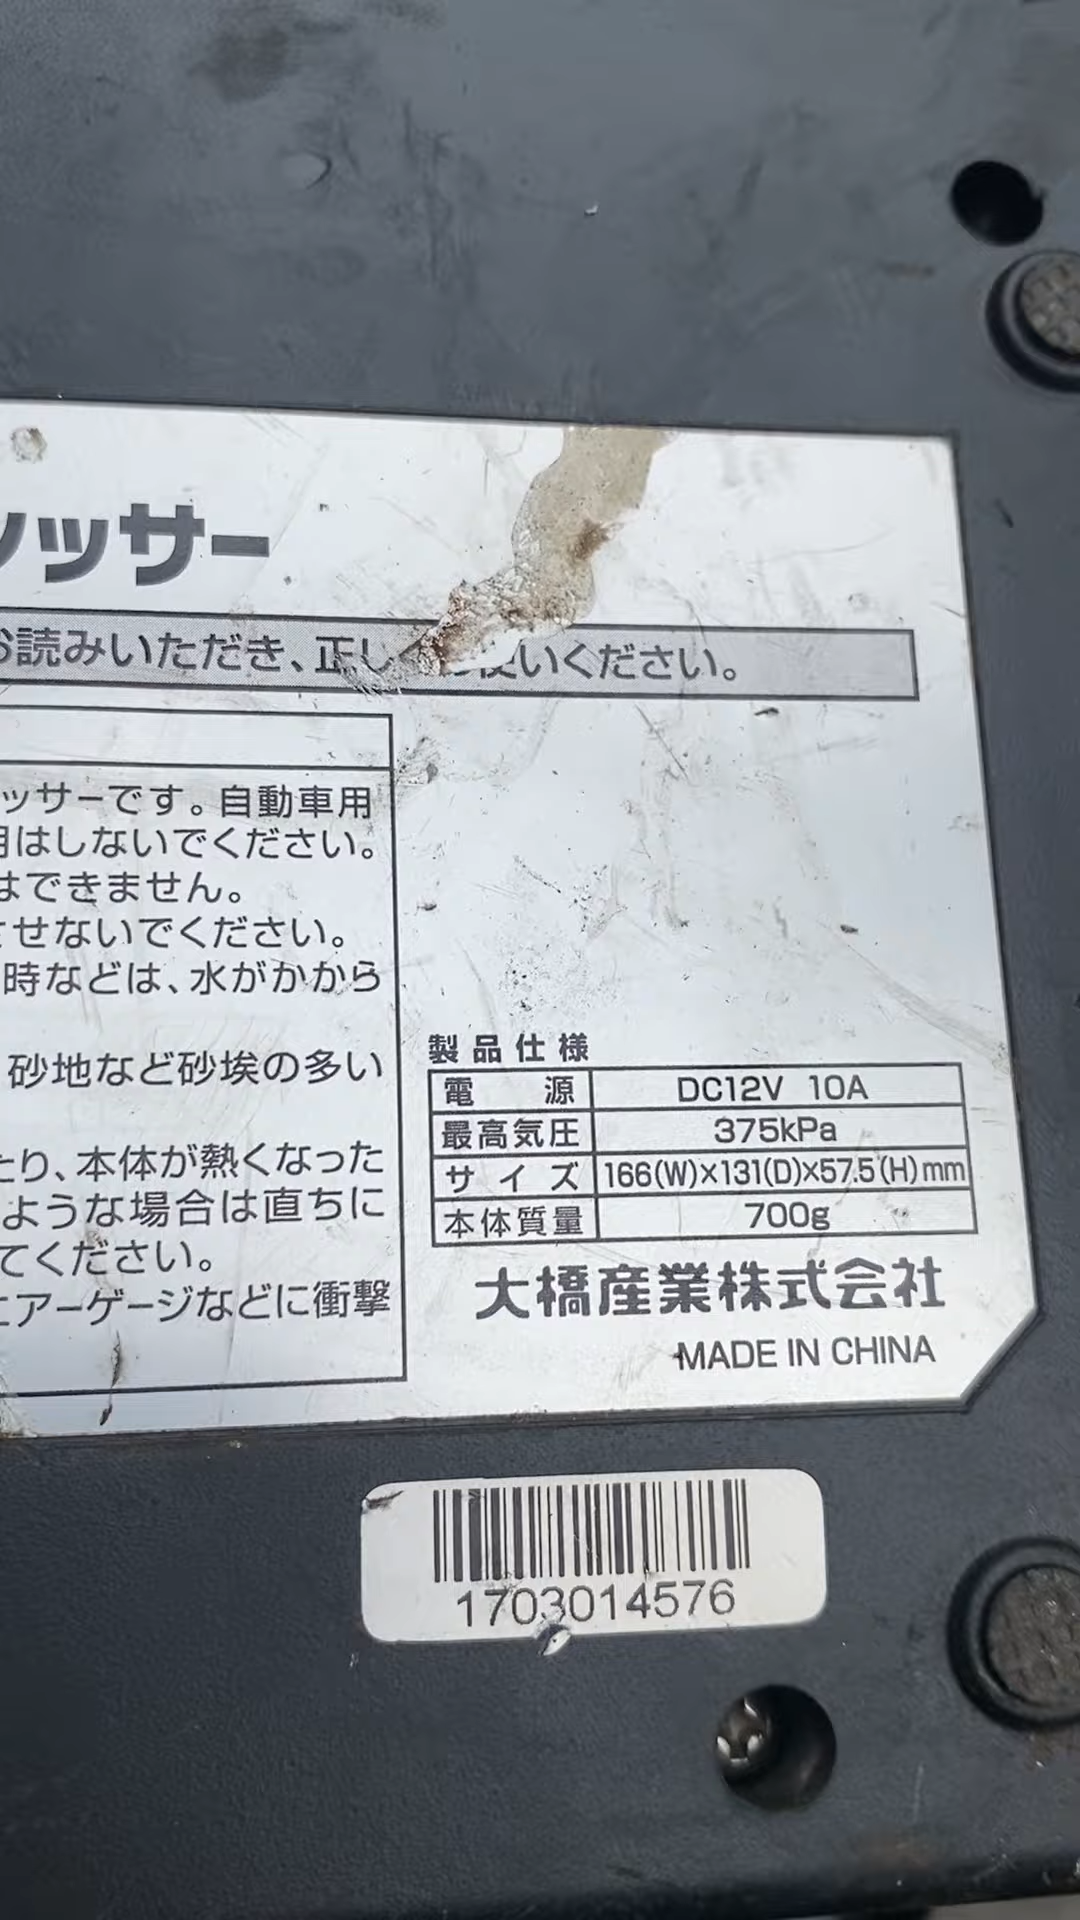 ッサー
お読みいただき、正し 使いください。
ッサーです。自動車用
用はしないでください。
はできません。
させないでください。
時などは、水がかから
砂地など砂埃の多い
たり、本体が熱くなった
ような場合は直ちに
てください。
エアーゲージなどに衝撃
製品仕様
電源 DC12V 10A
最高気圧 375kPa
サイズ 166(W)×131(D)×57.5(H)mm
本体質量 700g
大橋産業株式会社
MADE IN CHINA
1703014576